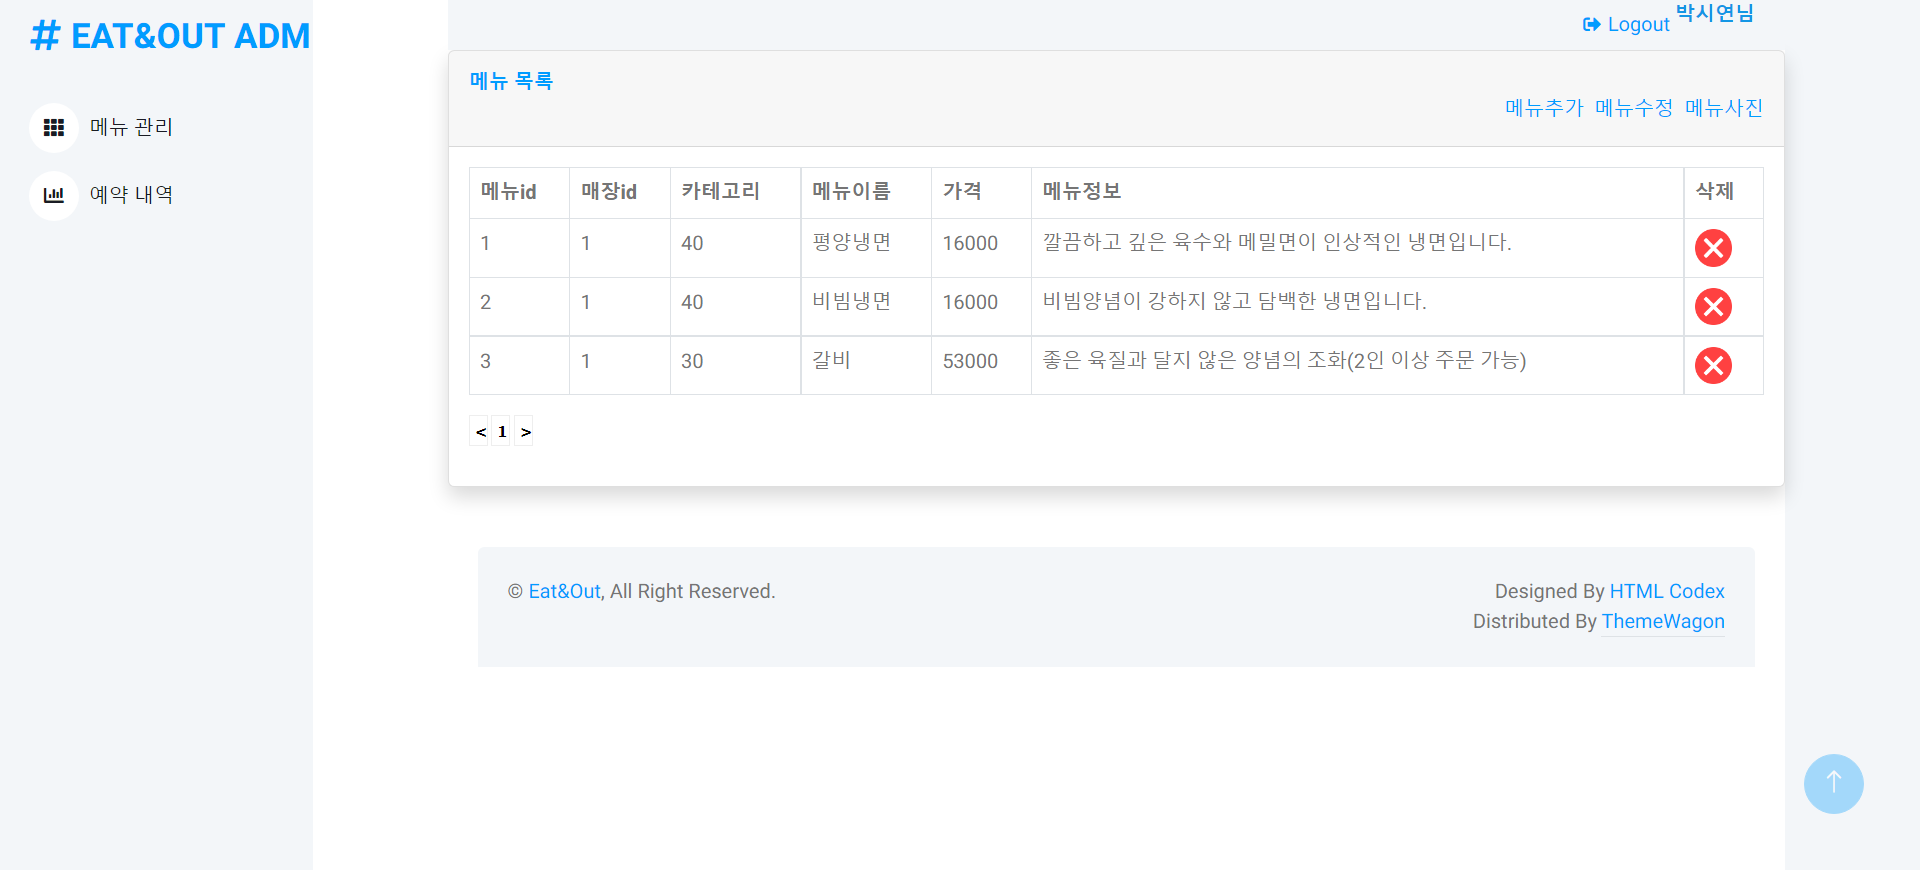 # EAT&OUT ADM
메뉴 관리
예약 내역
Logout 박시연님
메뉴 목록
메뉴추가 메뉴수정 메뉴사진
메뉴id 매장id 카테고리 메뉴이름 가격 메뉴정보 삭제
1 1 40 평양냉면 16000 깔끔하고 깊은 육수와 메밀면이 인상적인 냉면입니다.
2 1 40 비빔냉면 16000 비빔양념이 강하지 않고 담백한 냉면입니다.
3 1 30 갈비 53000 좋은 육질과 달지 않은 양념의 조화(2인 이상 주문 가능)
< 1 >
© Eat&Out, All Right Reserved.
Designed By HTML Codex
Distributed By ThemeWagon